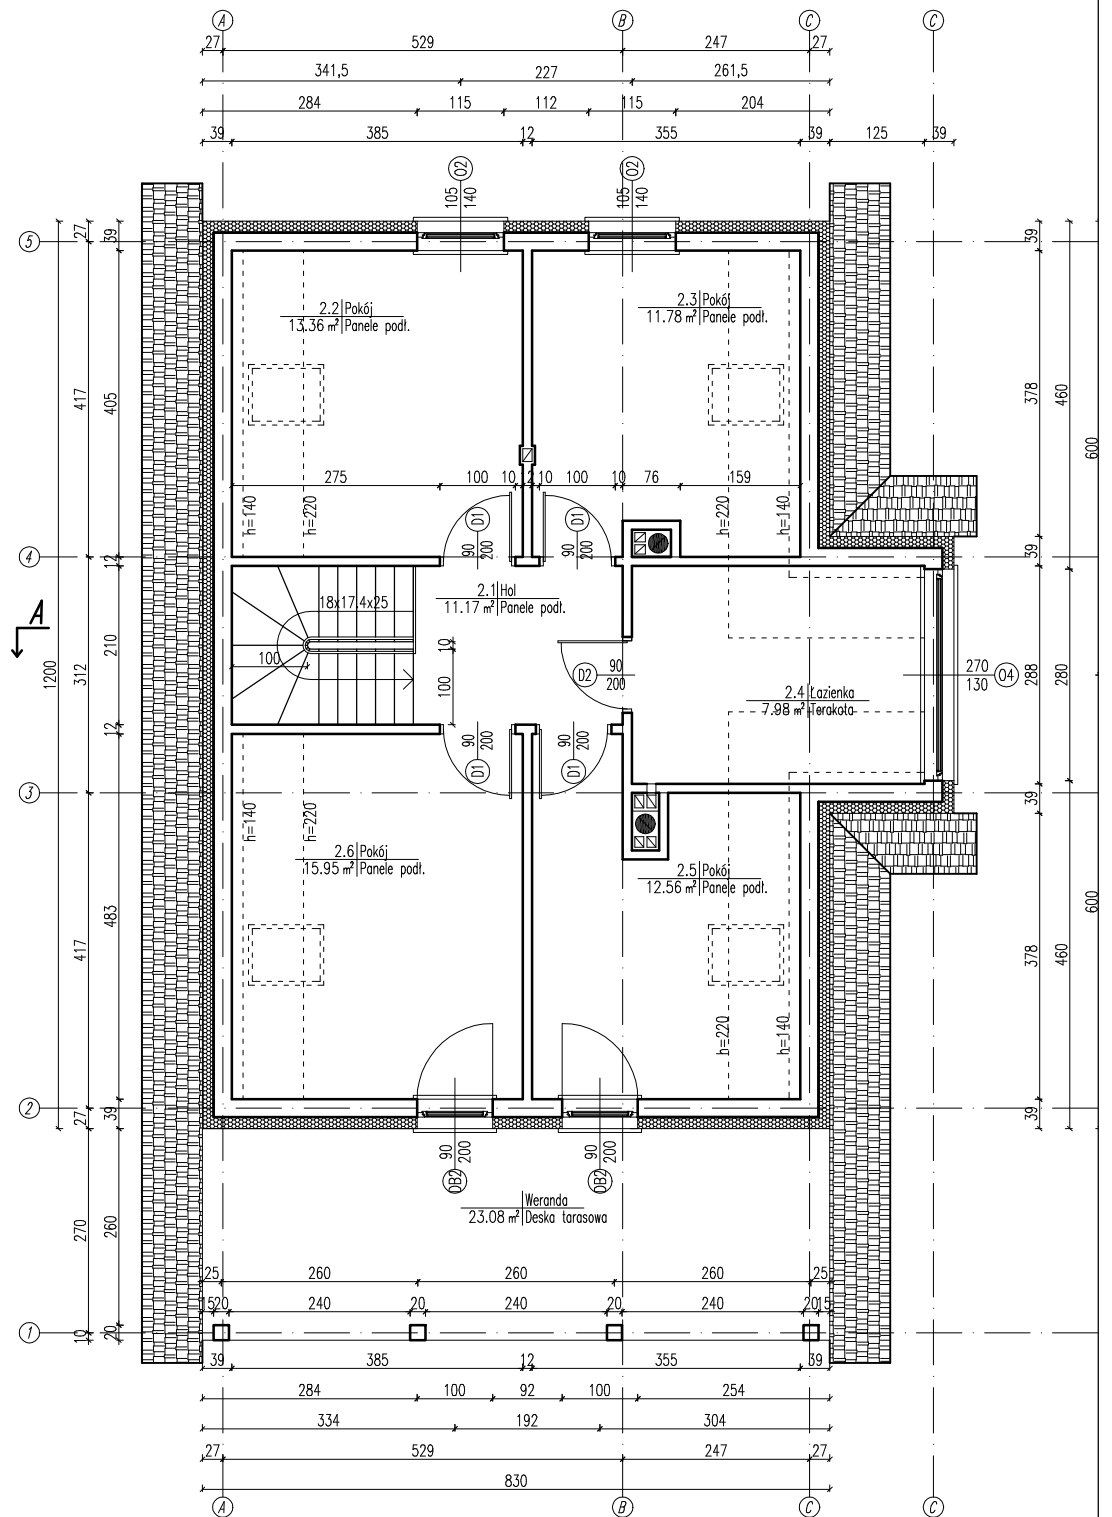 A B C C
27 529 247 27
341,5 227 261,5
284 115 112 115 204
39 385 12 355 39 125 39
O2 O2
105 140 105 140
5
27 39 39
2.2 Pokój
13.36 m² Panele podł.
2.3 Pokój
11.78 m² Panele podł.
417 405 378 460 600
275 100 10 12 10 100 10 76 159
h=140 h=220 h=220 h=140
D1 D1
90 200 90 200
4
12 39
2.1 Hol
11.17 m² Panele podł.
18x17,4x25
A
1200 312 210
100 10 100
D2 90 200
2.4 Łazienka
7.98 m² Terakota
270 130 O4
288 280
12
90 200 90 200
D1 D1
3
39
h=140 h=220
2.6 Pokój
15.95 m² Panele podł.
2.5 Pokój
12.56 m² Panele podł.
417 483 378 460 600
h=220 h=140
2
27 39 39
90 200 90 200
DB2 DB2
Weranda
23.08 m² Deska tarasowa
270 260
25 260 260 260 25
15 20 240 20 240 20 240 20 15
1
10 20
39 385 12 355 39
284 100 92 100 254
334 192 304
27 529 247 27
830
A B C C